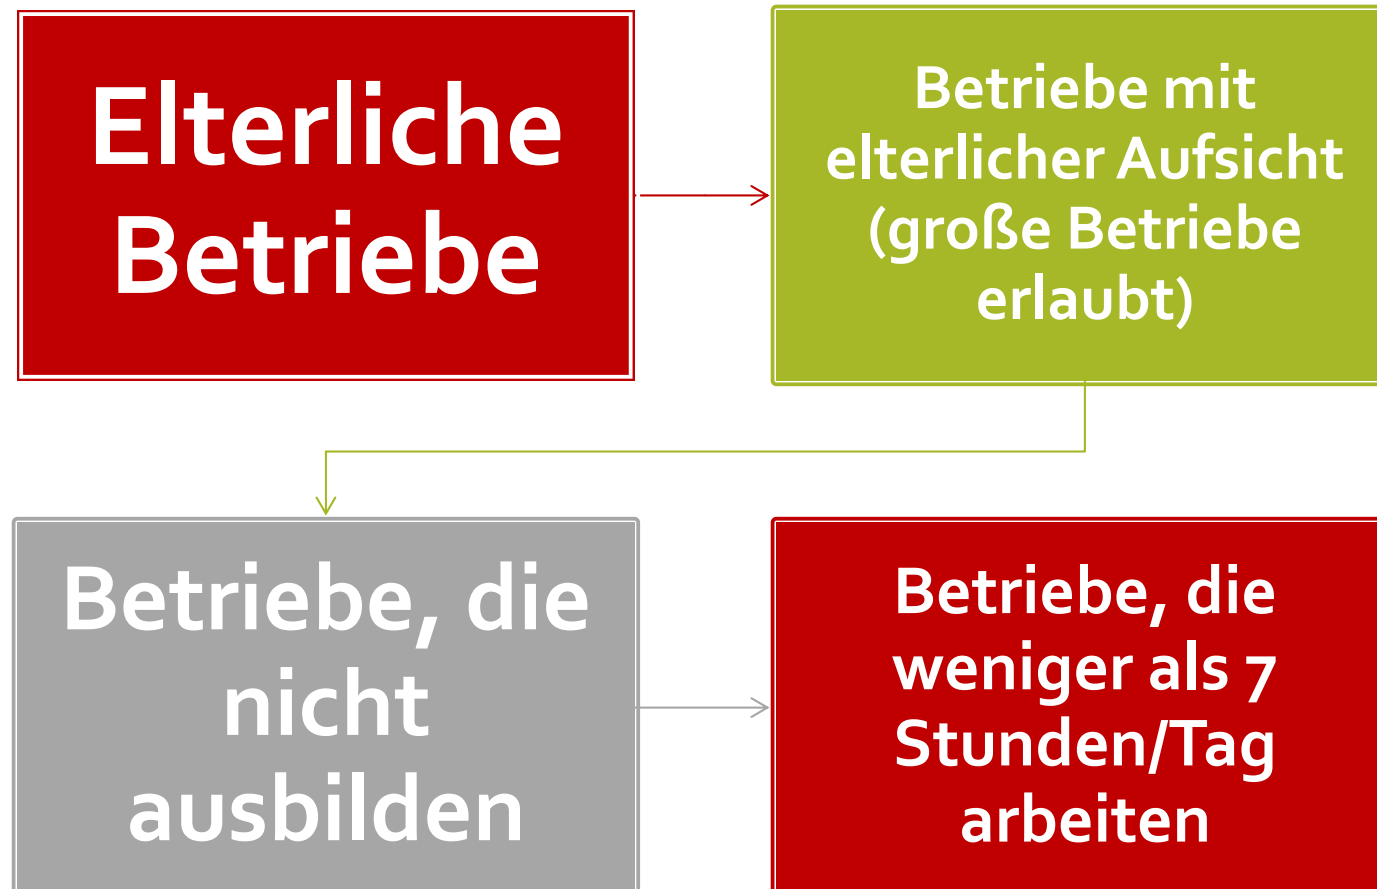 Elterliche
Betriebe
Betriebe mit
elterlicher Aufsicht
(große Betriebe
erlaubt)
Betriebe, die
nicht
ausbilden
Betriebe, die
weniger als 7
Stunden/Tag
arbeiten